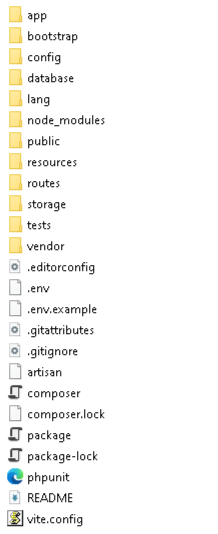 app
bootstrap
config
database
lang
node_modules
public
resources
routes
storage
tests
vendor
.editorconfig
.env
.env.example
.gitattributes
.gitignore
artisan
composer
composer.lock
package
package-lock
phpunit
README
vite.config